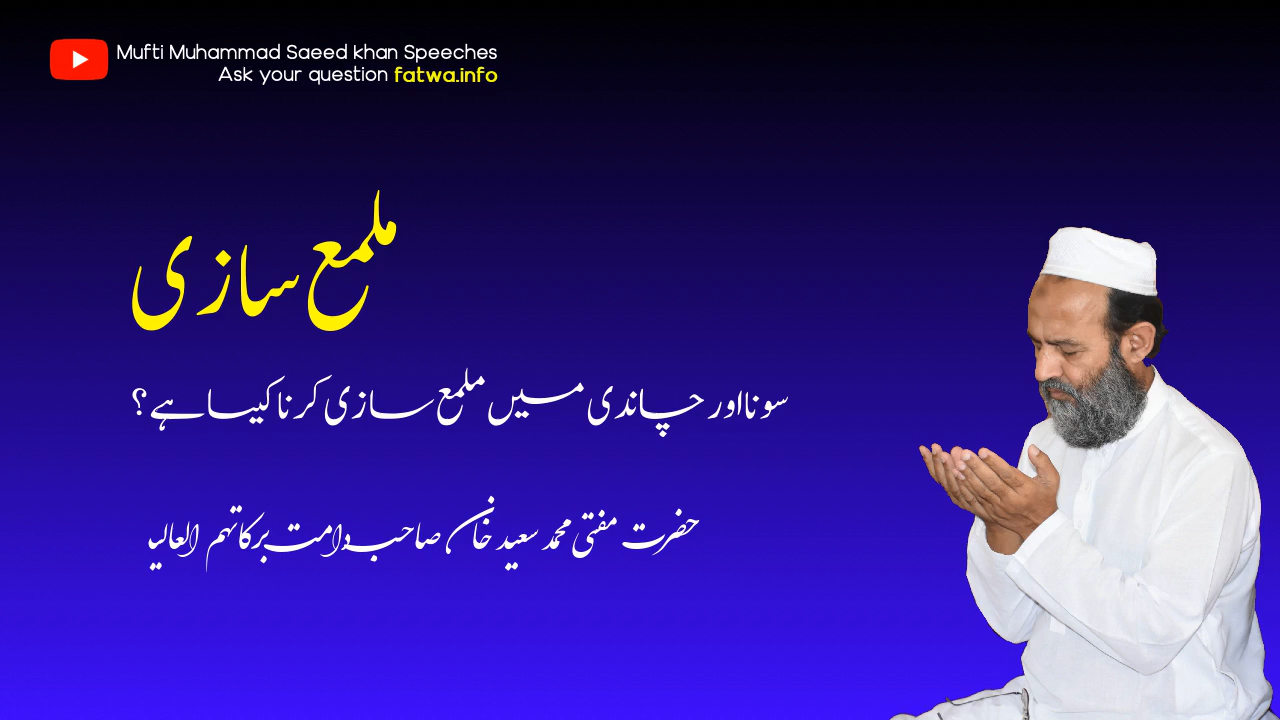 Mufti Muhammad Saeed khan Speeches
Ask your question fatwa.info
ملمع سازی
سونا اور چاندی میں ملمع سازی کرنا کیسا ہے؟
حضرت مفتی محمد سعید خان صاحب دامت برکاتہم العالیہ